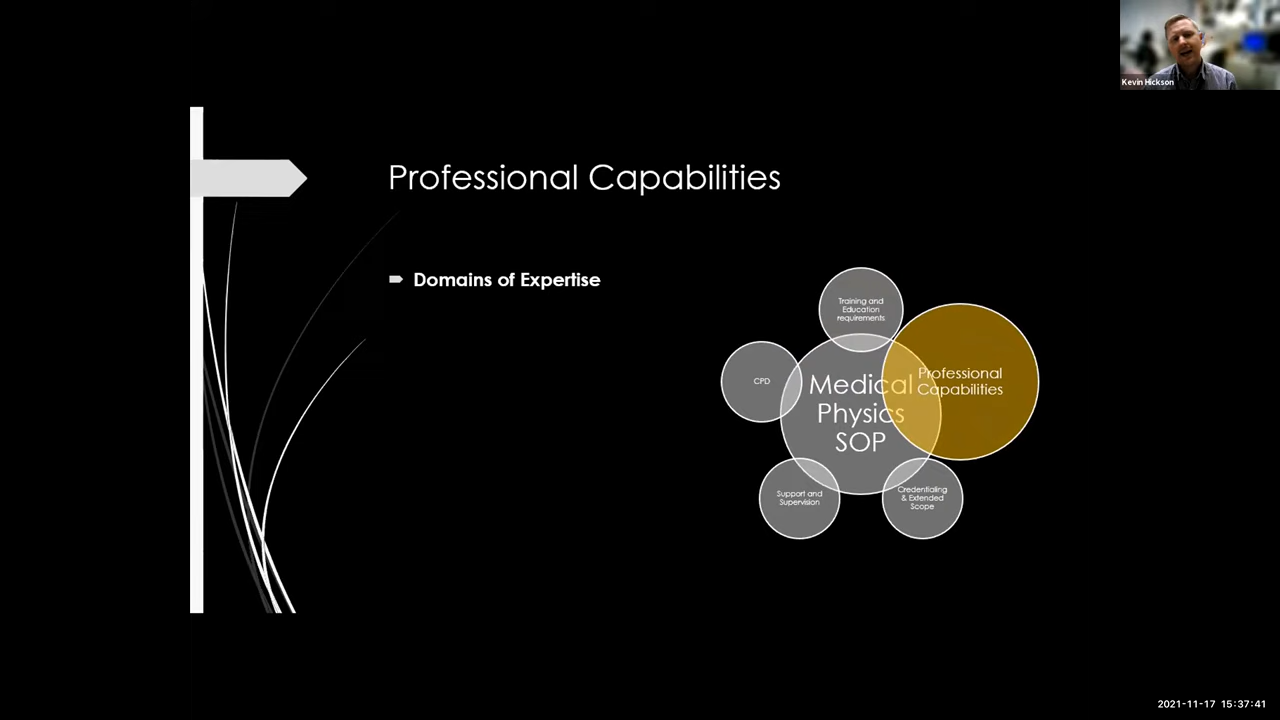 Kevin Hickson
Professional Capabilities
Domains of Expertise
Training and
Education
requirements
Professional
Capabilities
CPD
Medical
Physics
SOP
Support and
Supervision
Credentialing
& Extended
Scope
2021-11-17 15:37:41